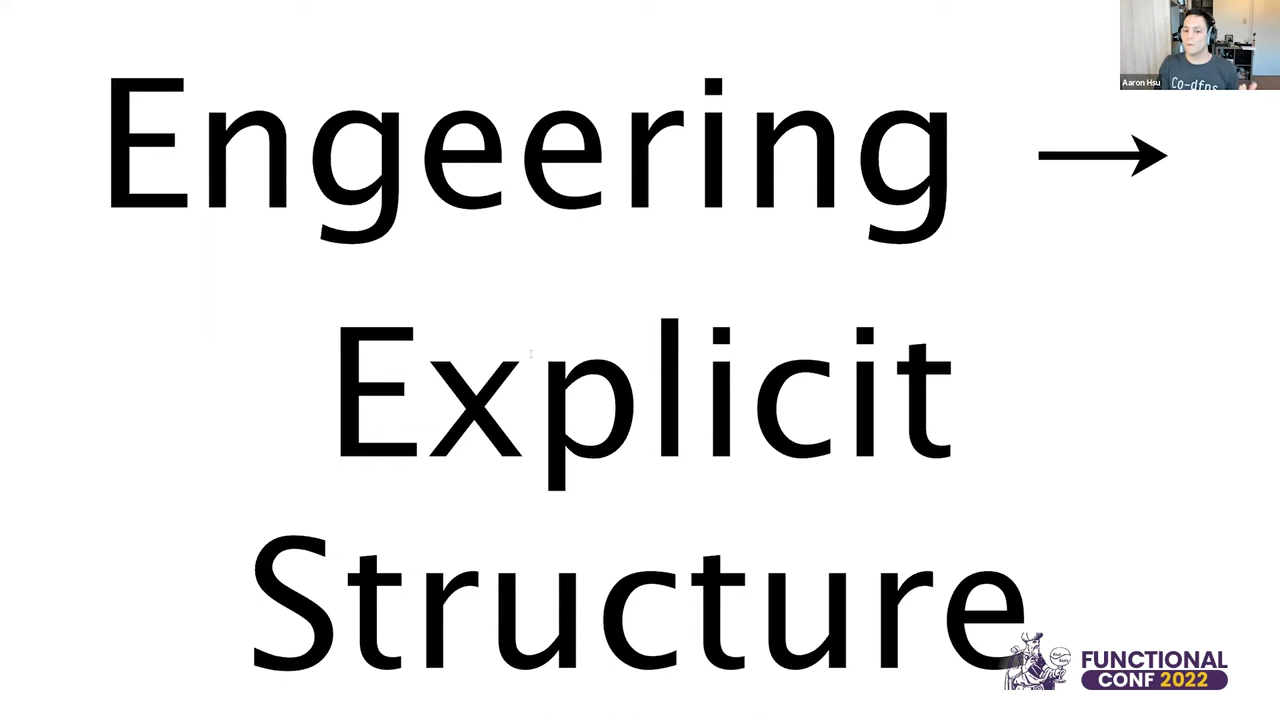 Engeering →
Explicit
Structure
Aaron Hsu
Co-dfns
FUNCTIONAL
CONF 2022